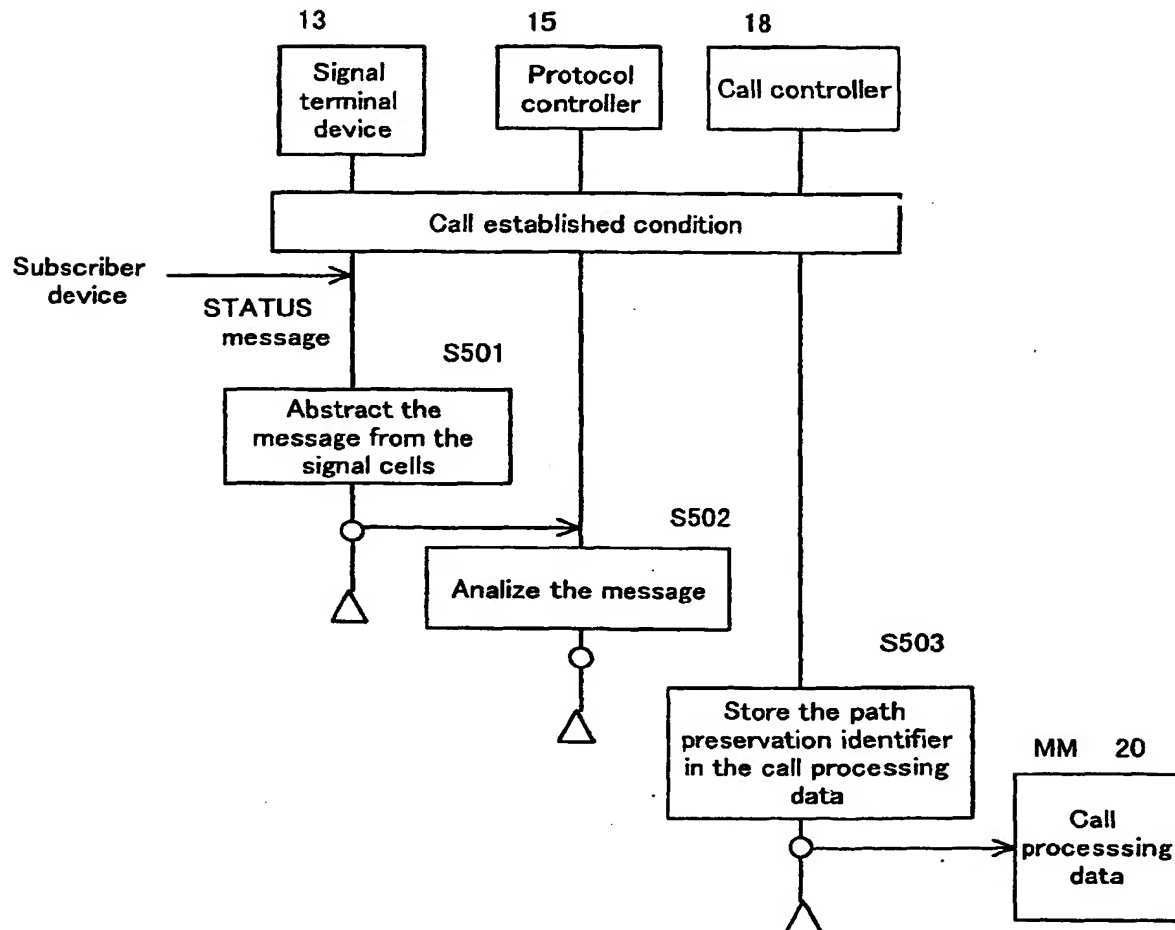 13
15
18
Signal
terminal
device
Protocol
controller
Call controller
Call established condition
Subscriber
device
STATUS
message
S501
Abstract the
message from the
signal cells
S502
Analize the message
S503
Store the path
preservation identifier
in the call processing
data
MM 20
Call
processsing
data